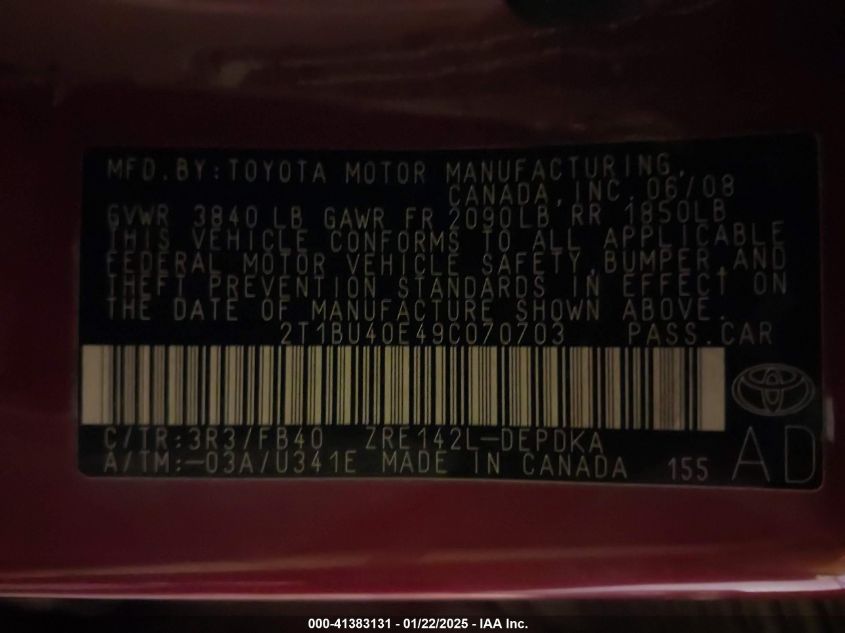 MFD.BY:TOYOTA MOTOR MANUFACTURING,
CANADA,INC.06/08
GVWR 3840 LB GAWR FR 2090LB RR 1850LB
THIS VEHICLE CONFORMS TO ALL APPLICABLE
FEDERAL MOTOR VEHICLE SAFETY,BUMPER,AND
THEFT PREVENTION STANDARDS IN EFFECT ON
THE DATE OF MANUFACTURE SHOWN ABOVE.
2T1BU40E49C070703 PASS.CAR
C/TR:3R3/FB40 ZRE142L-DEPDKA
A/TM:-03A/U341E MADE IN CANADA 155 AD
000-41383131 - 01/22/2025 - IAA Inc.